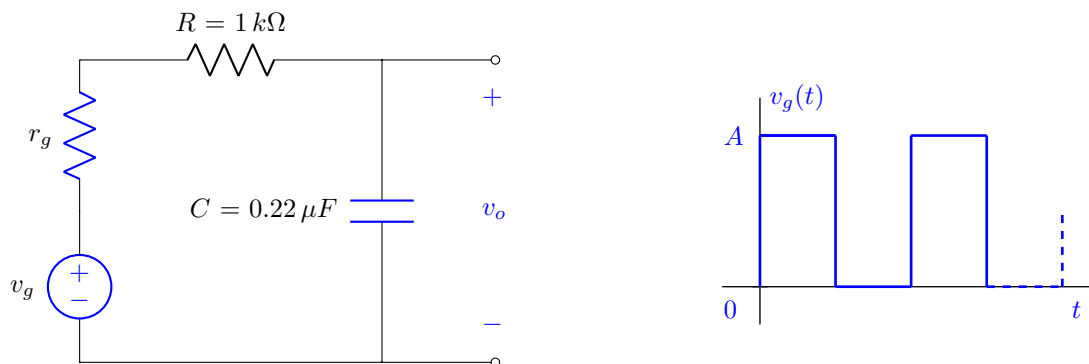 R = 1 kΩ
+
r_g
C = 0.22 μF
v_o
v_g
+
−
−
v_g(t)
A
0
t